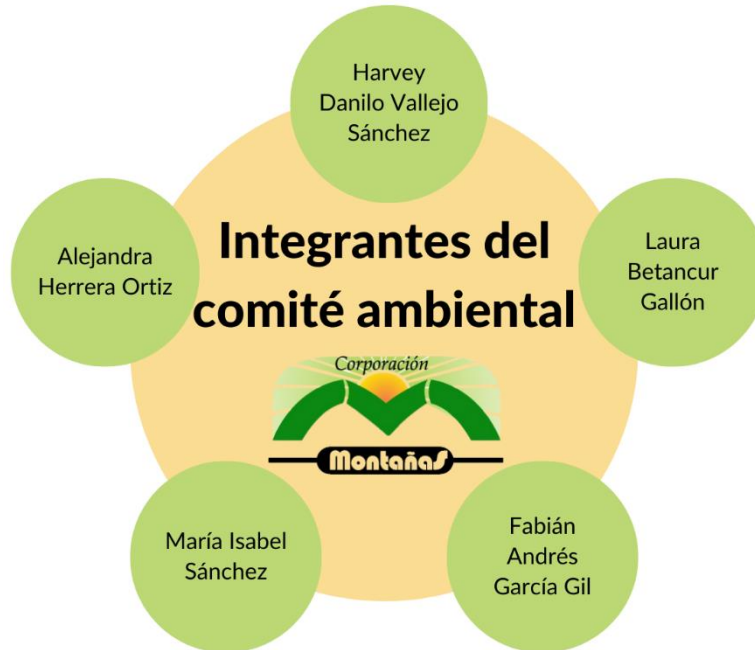 Harvey
Danilo Vallejo
Sánchez
Alejandra
Herrera Ortiz
Integrantes del
comité ambiental
Laura
Betancur
Gallón
Corporación
Montañas
María Isabel
Sánchez
Fabián
Andrés
García Gil